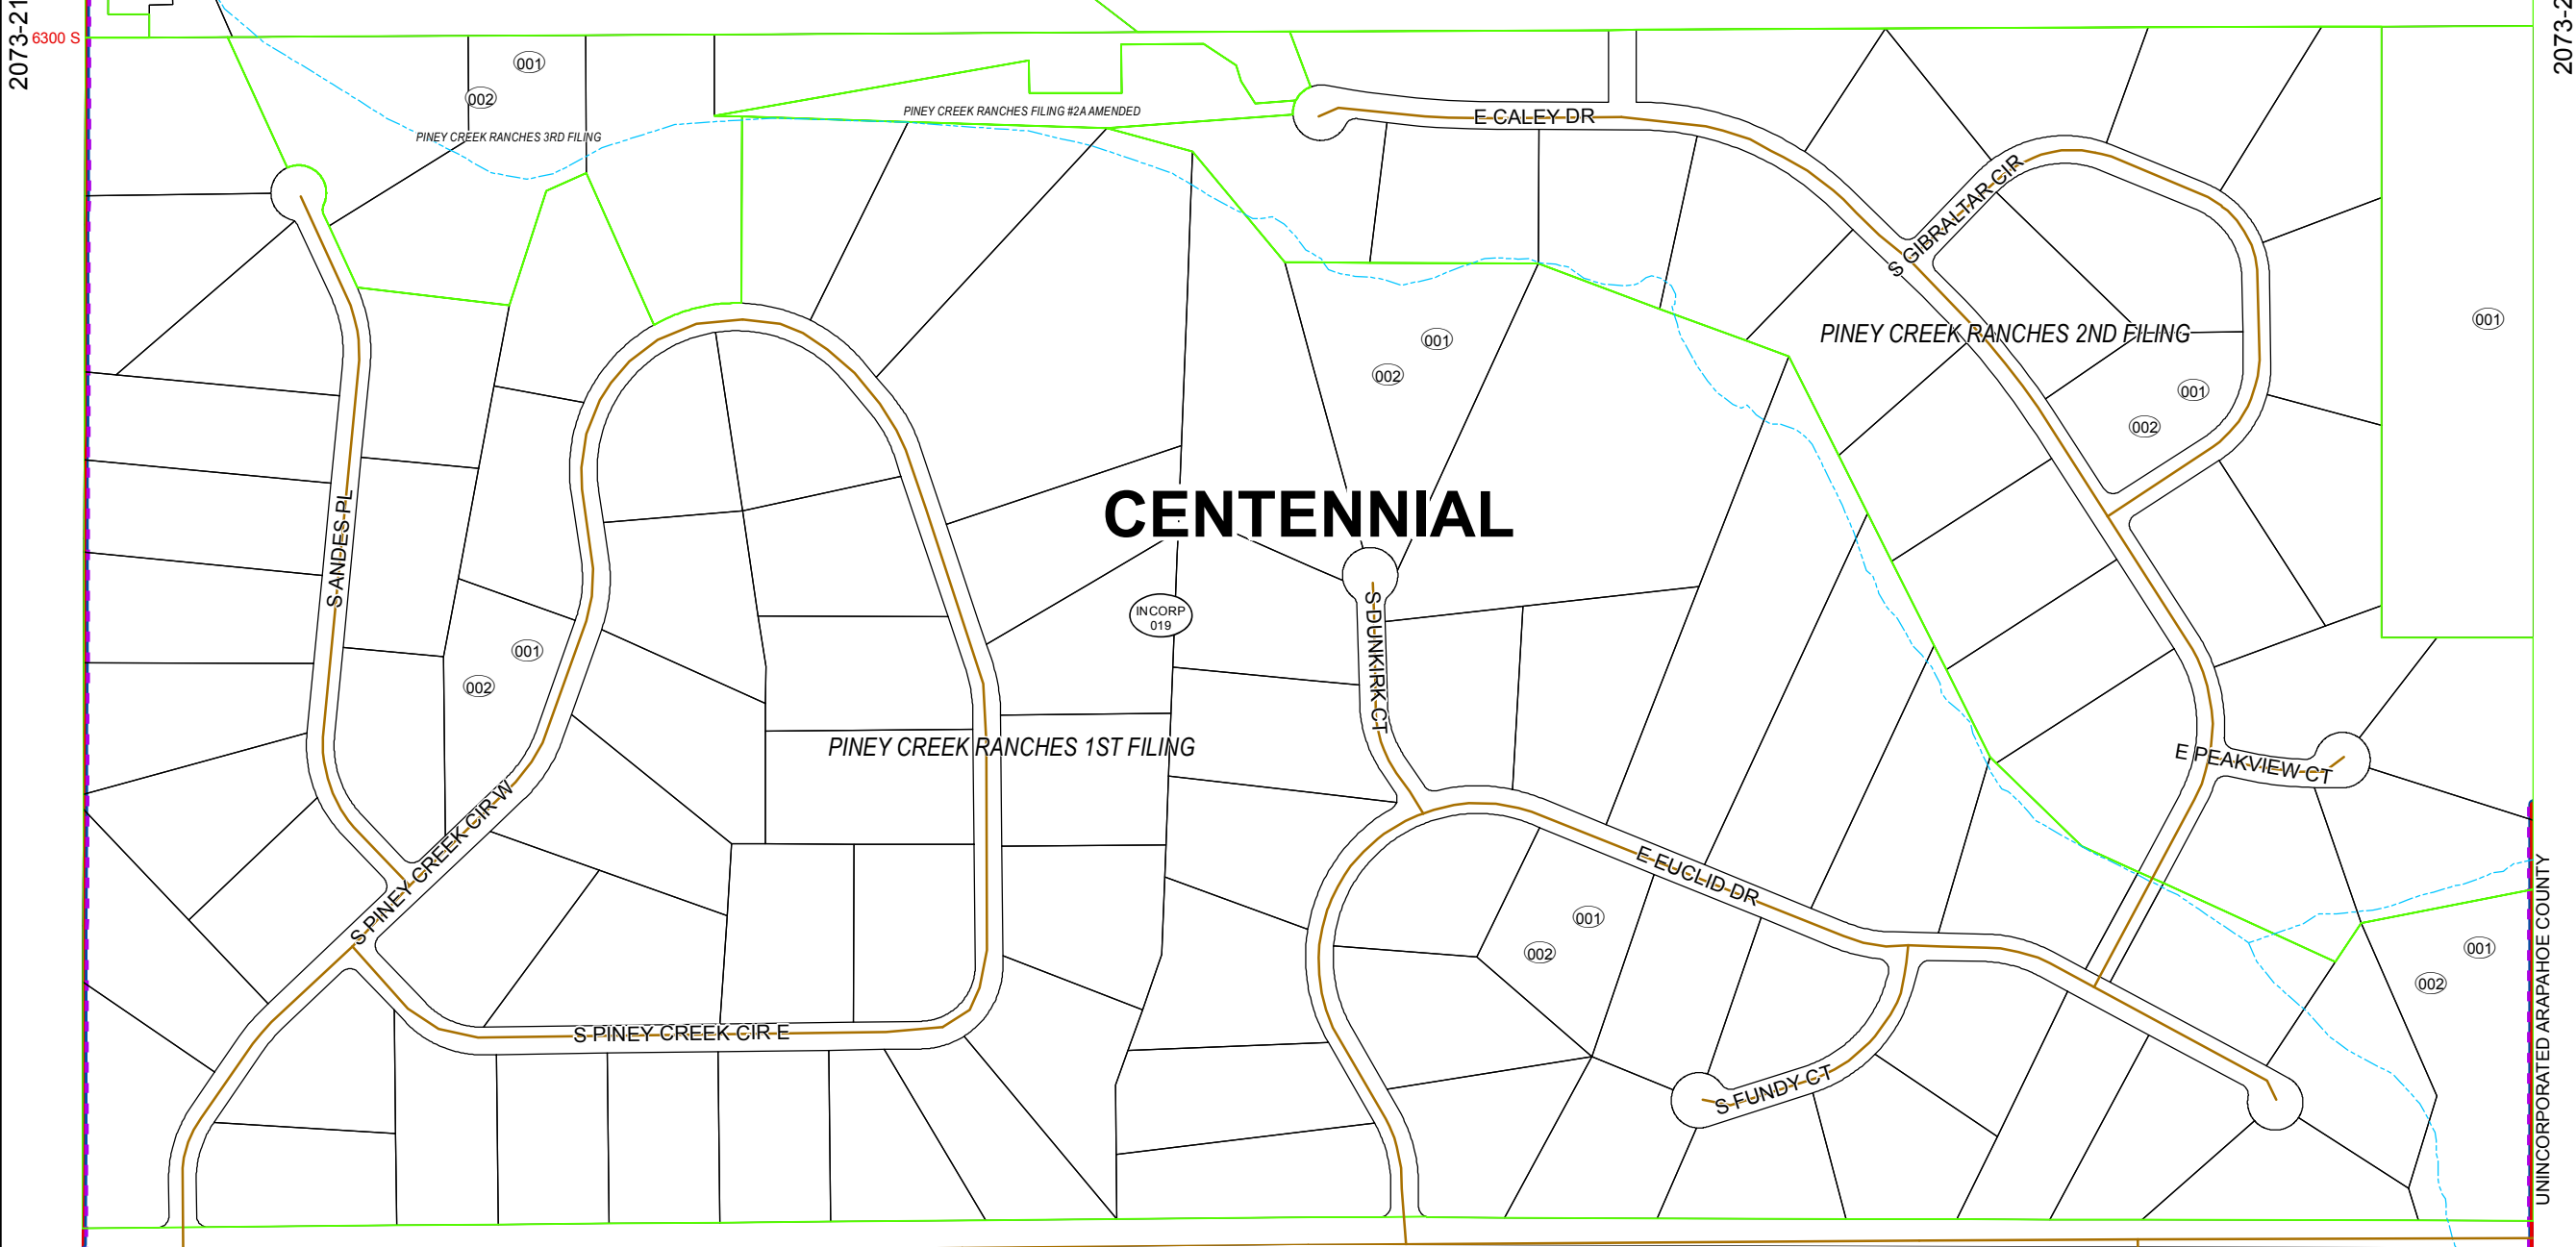 2073-21
2073-2
6300 S
001
002
PINEY CREEK RANCHES 3RD FILING
PINEY CREEK RANCHES FILING #2A AMENDED
E CALEY DR
S GIBRALTAR CIR
001
001
002
PINEY CREEK RANCHES 2ND FILING
001
002
CENTENNIAL
S ANDES PL
INCORP
019
S DUNKIRK CT
001
002
PINEY CREEK RANCHES 1ST FILING
E PEAKVIEW CT
S PINEY CREEK CIR W
E EUCLID DR
001
002
001
002
UNINCORPORATED ARAPAHOE COUNTY
S PINEY CREEK CIR E
S FUNDY CT